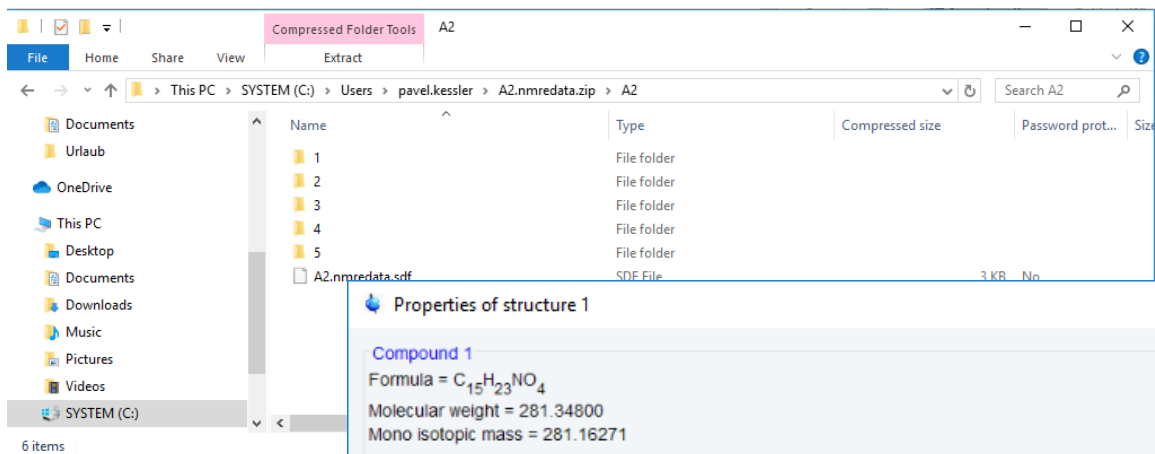 Compressed Folder Tools A2
File Home Share View Extract
This PC > SYSTEM (C:) > Users > pavel.kessler > A2.nmredata.zip > A2 Search A2
Documents Name Type Compressed size Password prot... Size
Urlaub 1 File folder
OneDrive 2 File folder
This PC 3 File folder
4 File folder
Desktop 5 File folder
Documents A2.nmredata.sdf SDF File 3 KB No
Downloads
Music
Pictures
Videos
SYSTEM (C:)
6 items
Properties of structure 1
Compound 1
Formula = C15H23NO4
Molecular weight = 281.34800
Mono isotopic mass = 281.16271